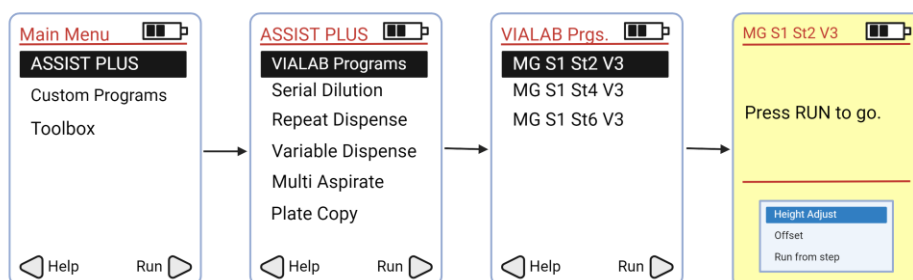 Main Menu
ASSIST PLUS
Custom Programs
Toolbox
Help Run
ASSIST PLUS
VIALAB Programs
Serial Dilution
Repeat Dispense
Variable Dispense
Multi Aspirate
Plate Copy
Help Run
VIALAB Prgs.
MG S1 St2 V3
MG S1 St4 V3
MG S1 St6 V3
Help Run
MG S1 St2 V3
Press RUN to go.
Height Adjust
Offset
Run from step